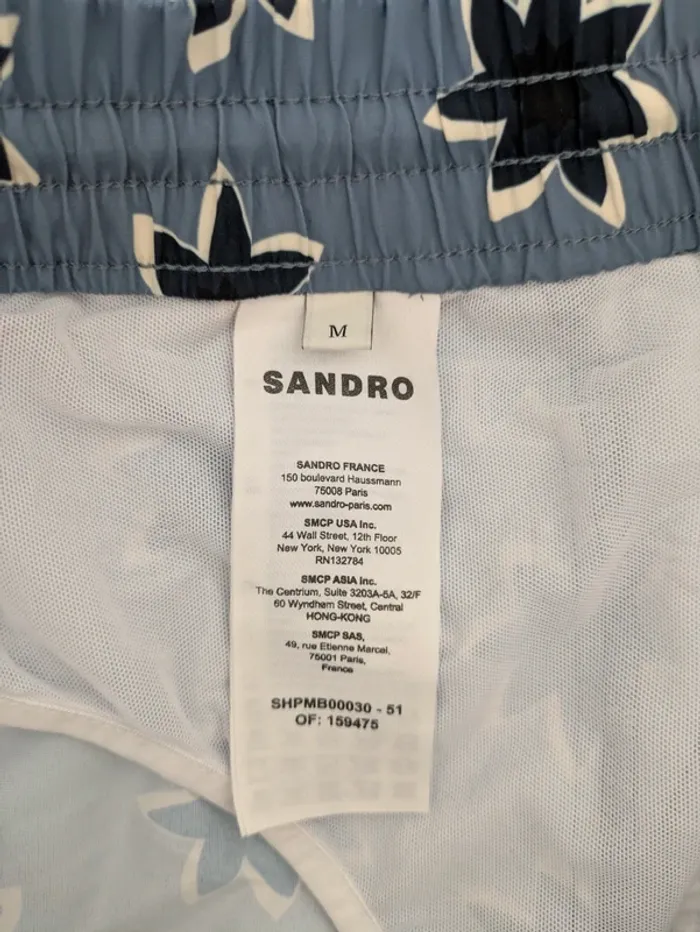 M
SANDRO
SANDRO FRANCE
150 boulevard Haussmann
75008 Paris
www.sandro-paris.com
SMCP USA Inc.
44 Wall Street, 12th Floor
New York, New York 10005
RN132784
SMCP ASIA Inc.
The Centrium, Suite 3203A-5A, 32/F
60 Wyndham Street, Central
HONG-KONG
SMCP SAS,
49, rue Etienne Marcel,
75001 Paris,
France
SHPMB00030 - 51
OF: 159475